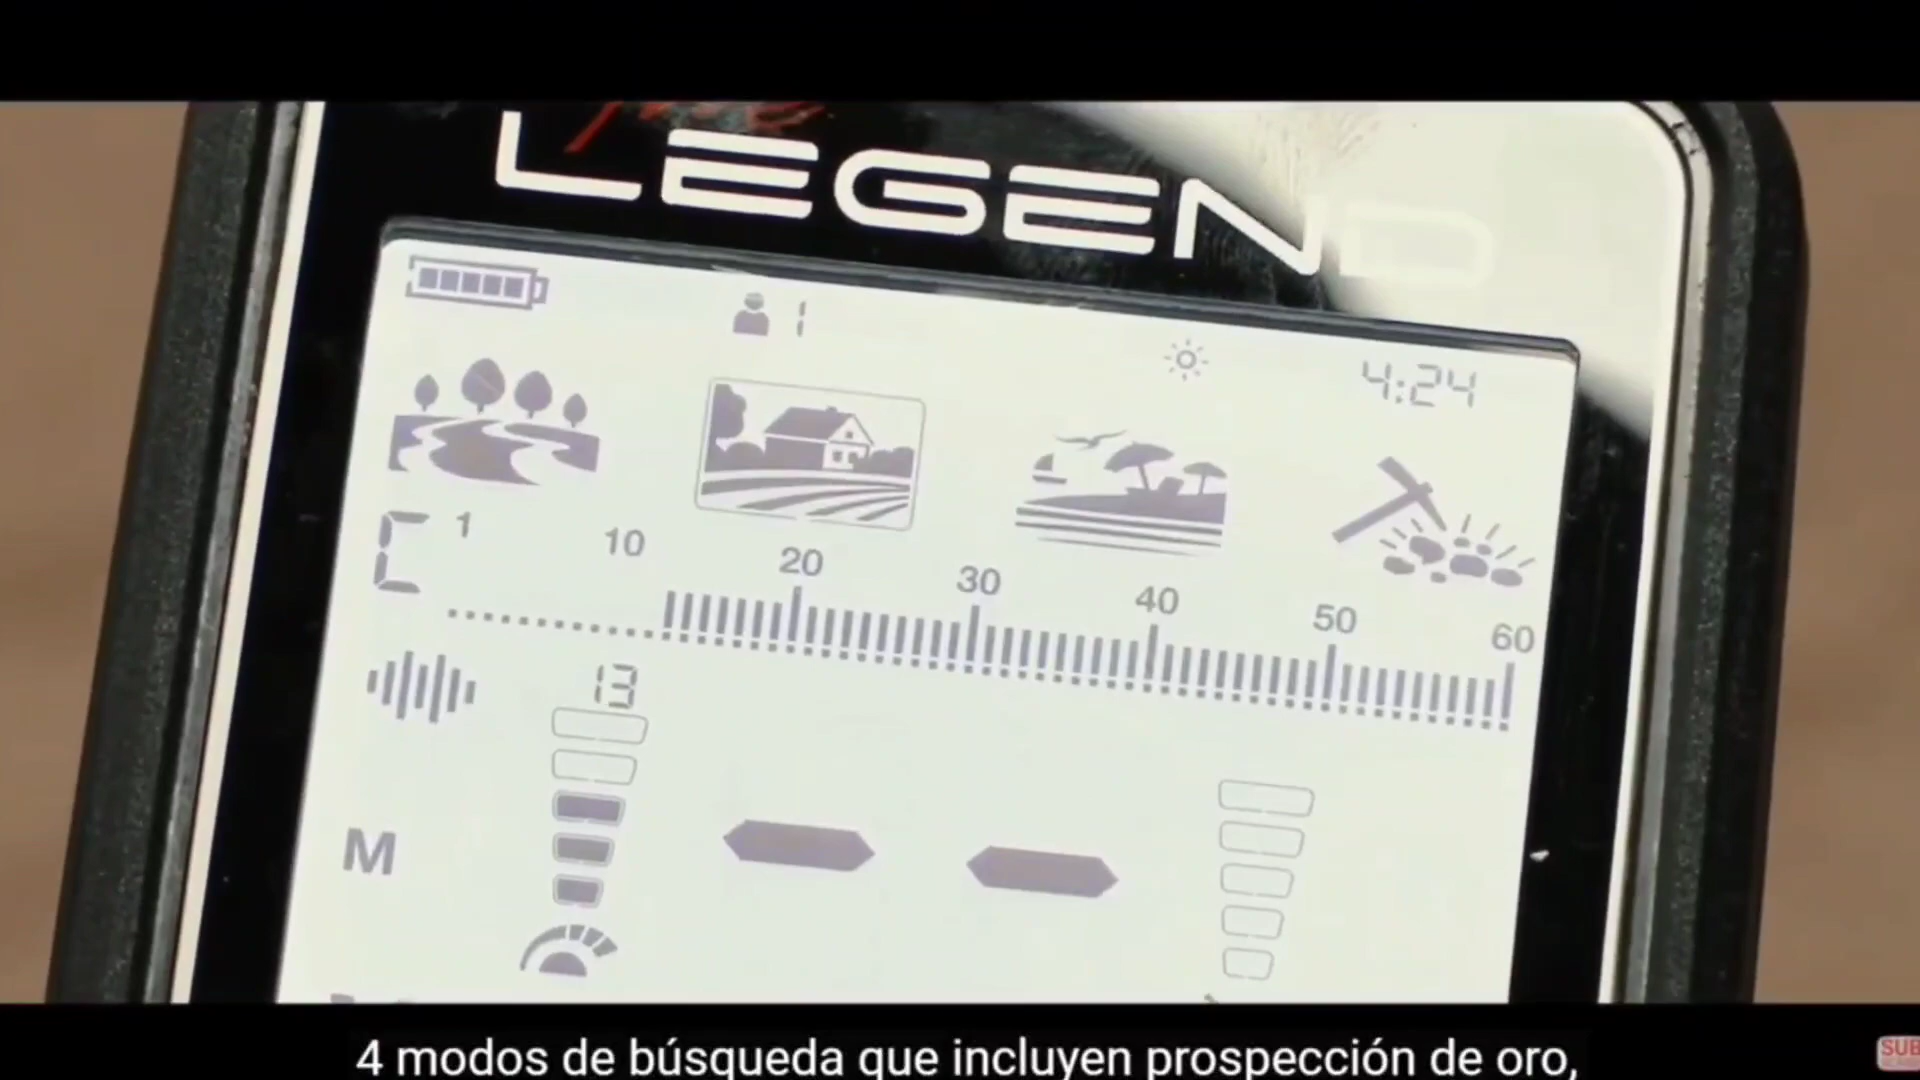 LEGEND
1
4:24
C 1 10 20 30 40 50 60
13
M
4 modos de búsqueda que incluyen prospección de oro,
SUB